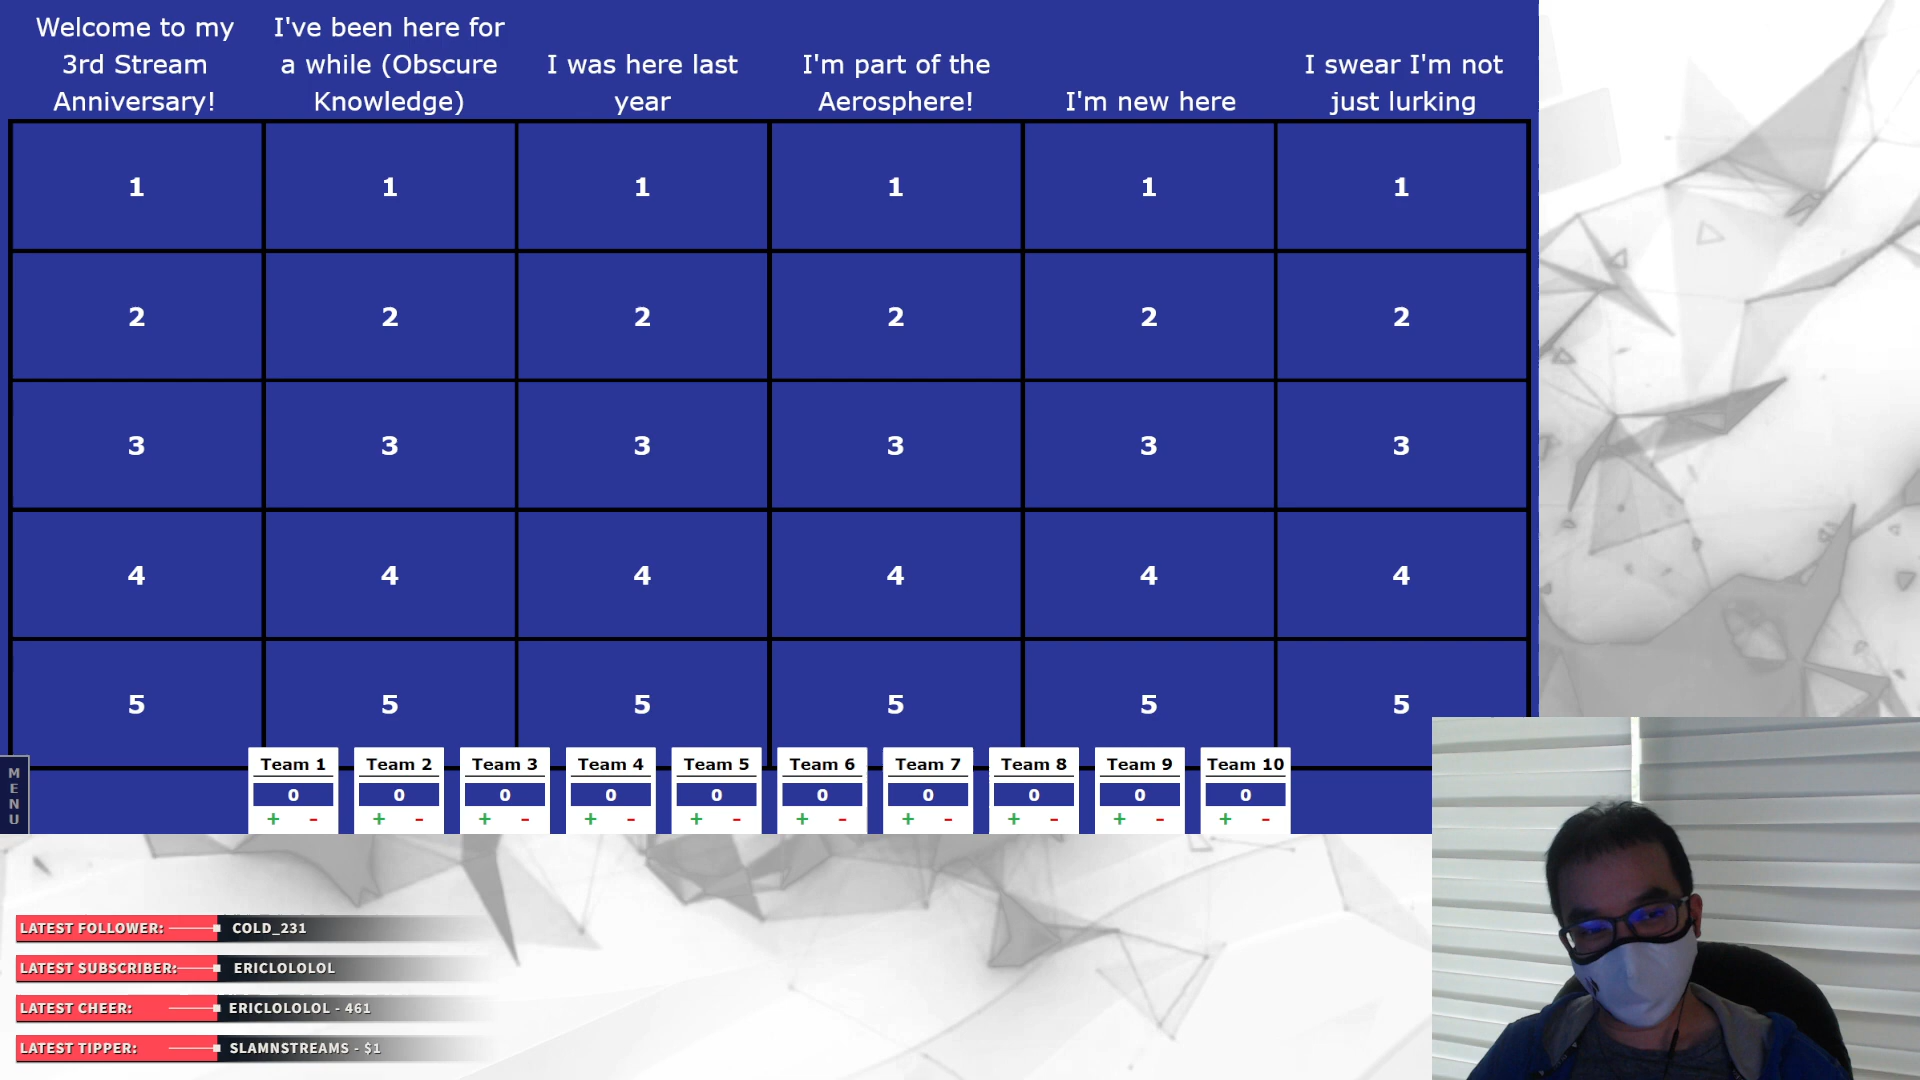 Welcome to my
3rd Stream
Anniversary!
I've been here for
a while (Obscure
Knowledge)
I was here last
year
I'm part of the
Aerosphere!
I'm new here
I swear I'm not
just lurking
1 1 1 1 1 1
2 2 2 2 2 2
3 3 3 3 3 3
4 4 4 4 4 4
5 5 5 5 5 5
MENU
Team 1 Team 2 Team 3 Team 4 Team 5 Team 6 Team 7 Team 8 Team 9 Team 10
0 0 0 0 0 0 0 0 0 0
+ - + - + - + - + - + - + - + - + - + -
LATEST FOLLOWER: COLD_231
LATEST SUBSCRIBER: ERICLOLOLOL
LATEST CHEER: ERICLOLOLOL - 461
LATEST TIPPER: SLAMNSTREAMS - $1